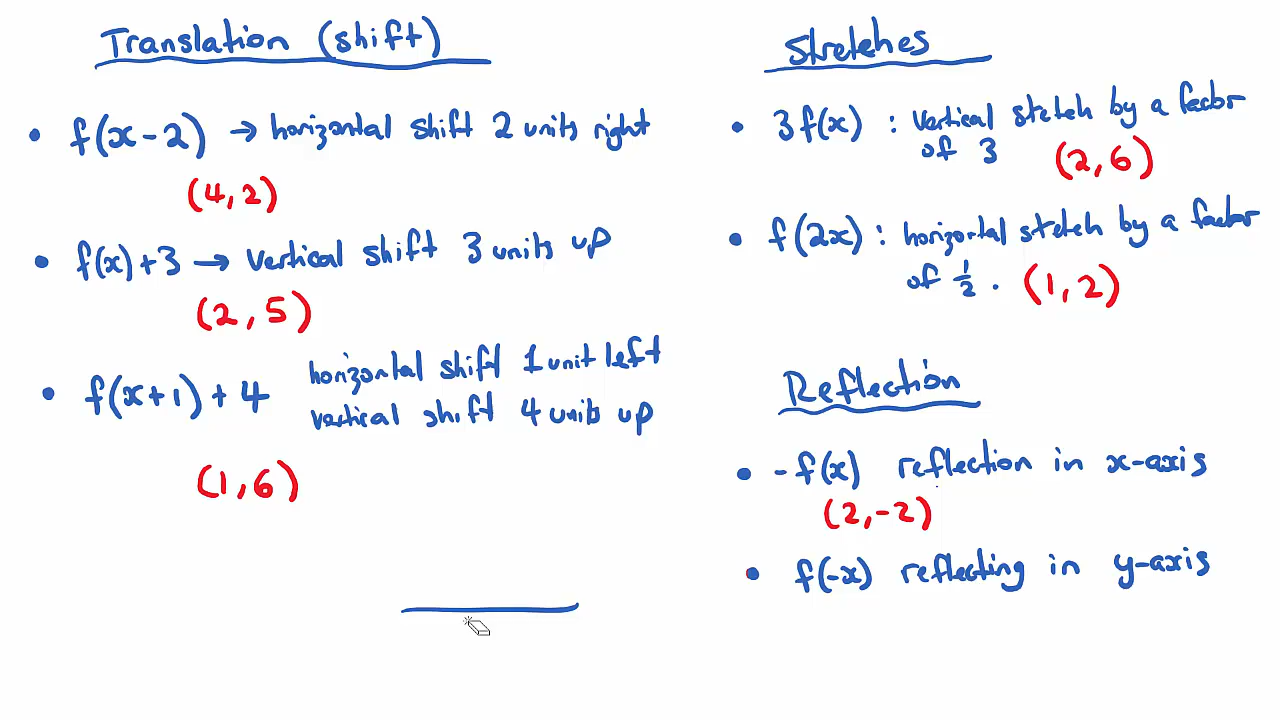 Translation (shift)
• f(x-2) → horizontal shift 2 units right
(4,2)
• f(x)+3 → vertical shift 3 units up
(2,5)
• f(x+1)+4 horizontal shift 1 unit left
vertical shift 4 units up
(1,6)
Stretches
• 3f(x) : vertical stretch by a factor
of 3 (2,6)
• f(2x) : horizontal stretch by a factor
of 1/2. (1,2)
Reflection
• -f(x) reflection in x-axis
(2,-2)
• f(-x) reflecting in y-axis